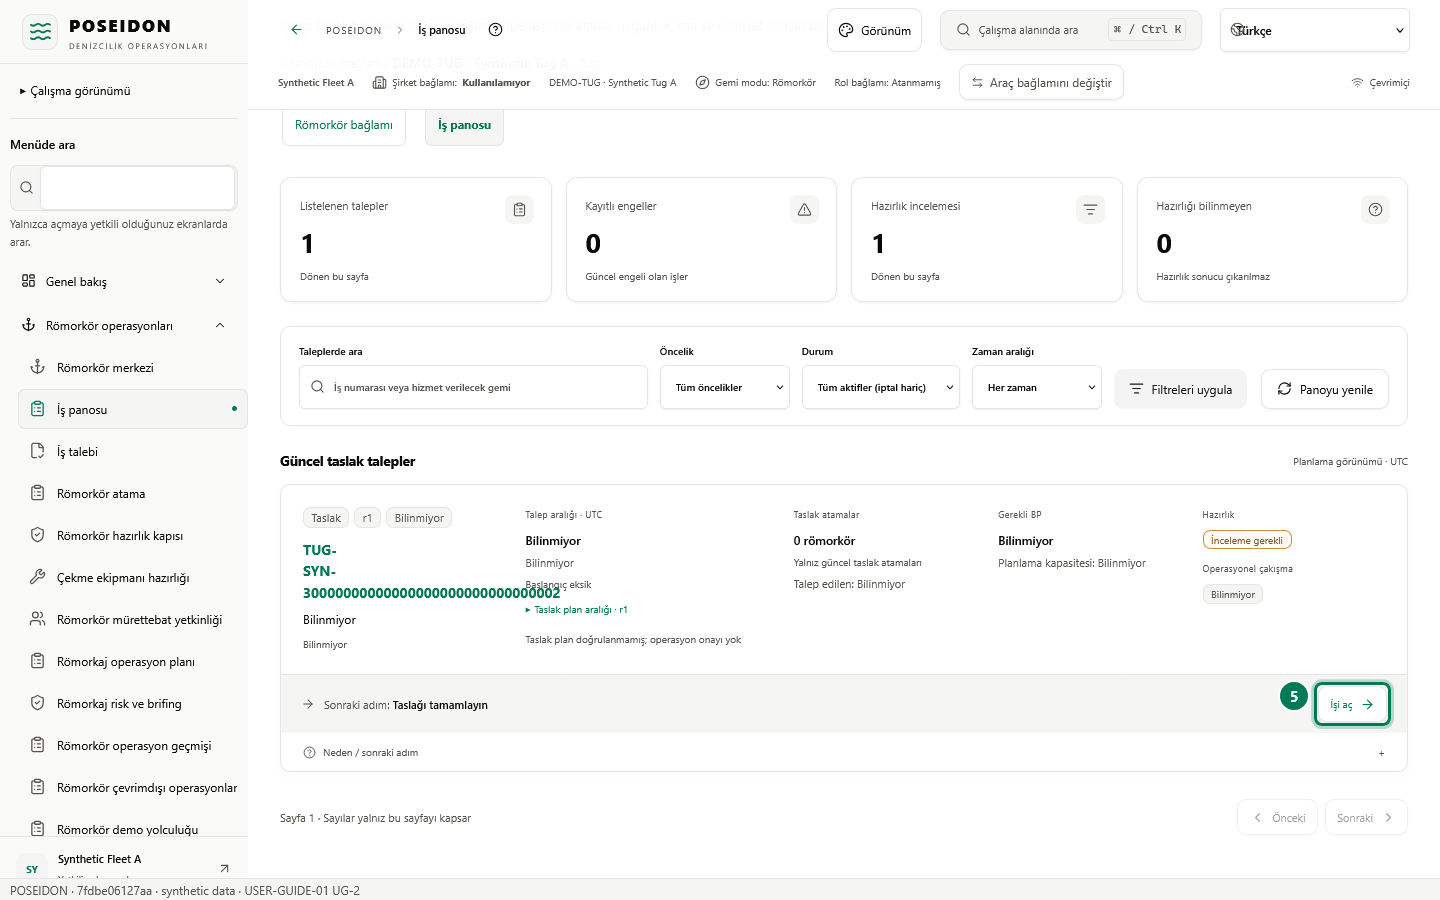 POSEIDON
DENİZCİLİK OPERASYONLARI
▸ Çalışma görünümü
Menüde ara
Yalnızca açmaya yetkili olduğunuz ekranlarda
arar.
Genel bakış
Römorkör operasyonları
Römorkör merkezi
İş panosu
İş talebi
Römorkör atama
Römorkör hazırlık kapısı
Çekme ekipmanı hazırlığı
Römorkör mürettebat yetkinliği
Römorkaj operasyon planı
Römorkaj risk ve brifing
Römorkör operasyon geçmişi
Römorkör çevrimdışı operasyonlar
Römorkör demo yolculuğu
SY
Synthetic Fleet A
POSEIDON
İş panosu
Görünüm
Çalışma alanında ara
⌘ / Ctrl K
Türkçe
Synthetic Fleet A
Şirket bağlamı: Kullanılamıyor
DEMO-TUG · Synthetic Tug A
Gemi modu: Römorkör
Rol bağlamı: Atanmamış
Araç bağlamını değiştir
Çevrimiçi
Römorkör bağlamı
İş panosu
Listelenen talepler
1
Dönen bu sayfa
Kayıtlı engeller
0
Güncel engeli olan işler
Hazırlık incelemesi
1
Dönen bu sayfa
Hazırlığı bilinmeyen
0
Hazırlık sonucu çıkarılmaz
Taleplerde ara
İş numarası veya hizmet verilecek gemi
Öncelik
Tüm öncelikler
Durum
Tüm aktifler (iptal hariç)
Zaman aralığı
Her zaman
Filtreleri uygula
Panoyu yenile
Güncel taslak talepler
Planlama görünümü · UTC
Taslak
r1
Bilinmiyor
TUG-
SYN-
30000000000000000000000000000002
Bilinmiyor
Bilinmiyor
Talep aralığı · UTC
Bilinmiyor
Bilinmiyor
Başlangıç eksik
▸ Taslak plan aralığı · r1
Taslak plan doğrulanmamış; operasyon onayı yok
Taslak atamalar
0 römorkör
Yalnız güncel taslak atamaları
Talep edilen: Bilinmiyor
Gerekli BP
Bilinmiyor
Planlama kapasitesi: Bilinmiyor
Hazırlık
İnceleme gerekli
Operasyonel çakışma
Bilinmiyor
Sonraki adım: Taslağı tamamlayın
5
İşi aç
Neden / sonraki adım
+
Sayfa 1 · Sayılar yalnız bu sayfayı kapsar
Önceki
Sonraki
POSEIDON · 7fdbe06127aa · synthetic data · USER-GUIDE-01 UG-2